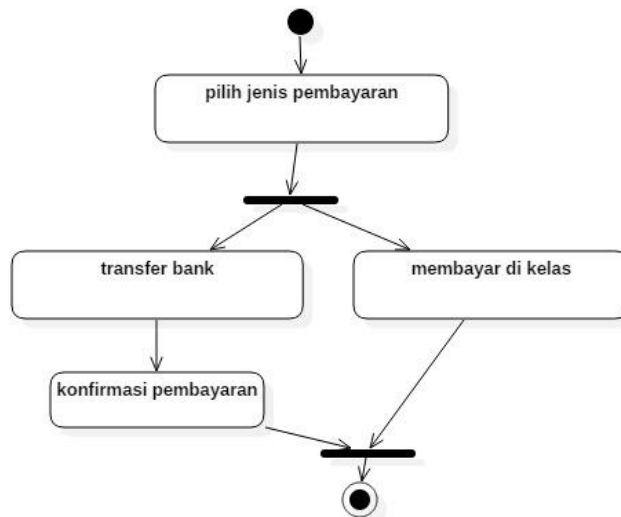 pilih jenis pembayaran
transfer bank
membayar di kelas
konfirmasi pembayaran